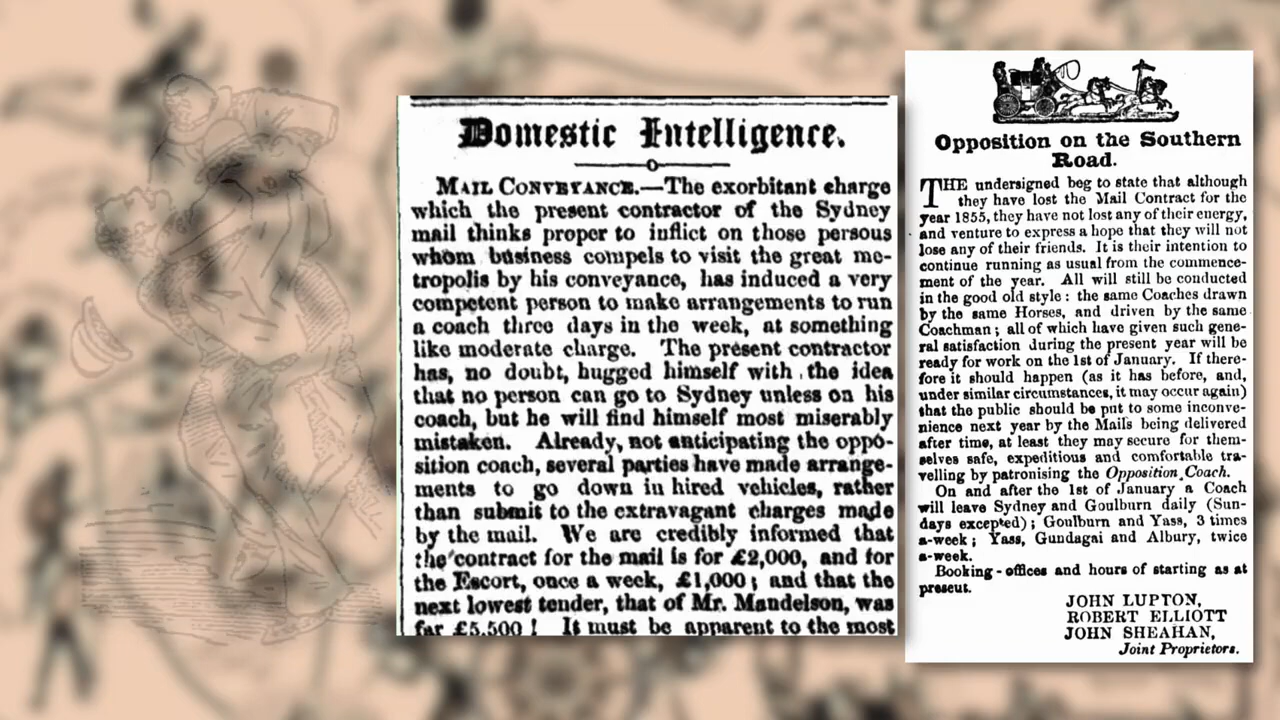 Domestic Intelligence.
MAIL CONVEYANCE.—The exorbitant charge
which the present contractor of the Sydney
mail thinks proper to inflict on those persons
whom business compels to visit the great me-
tropolis by his conveyance, has induced a very
competent person to make arrangements to run
a coach three days in the week, at something
like moderate charge. The present contractor
has, no doubt, hugged himself with the idea
that no person can go to Sydney unless on his
coach, but he will find himself most miserably
mistaken. Already, not anticipating the oppo-
sition coach, several parties have made arrange-
ments to go down in hired vehicles, rather
than submit to the extravagant charges made
by the mail. We are credibly informed that
the contract for the mail is for £2,000, and for
the Escort, once a week, £1,000; and that the
next lowest tender, that of Mr. Mandelson, was
for £5,500! It must be apparent to the most
Opposition on the Southern
Road.
THE undersigned beg to state that although
they have lost the Mail Contract for the
year 1855, they have not lost any of their energy,
and venture to express a hope that they will not
lose any of their friends. It is their intention to
continue running as usual from the commence-
ment of the year. All will still be conducted
in the good old style: the same Coaches drawn
by the same Horses, and driven by the same
Coachman; all of which have given such gene-
ral satisfaction during the present year will be
ready for work on the 1st of January. If there-
fore it should happen (as it has before, and,
under similar circumstances, it may occur again)
that the public should be put to some inconve-
nience next year by the Mails being delivered
after time, at least they may secure for them-
selves safe, expeditious and comfortable tra-
velling by patronising the Opposition Coach.
On and after the 1st of January a Coach
will leave Sydney and Goulburn daily (Sun-
days excepted); Goulburn and Yass, 3 times
a-week; Yass, Gundagai and Albury, twice
a-week.
Booking-offices and hours of starting as at
present.
JOHN LUPTON,
ROBERT ELLIOTT
JOHN SHEAHAN,
Joint Proprietors.